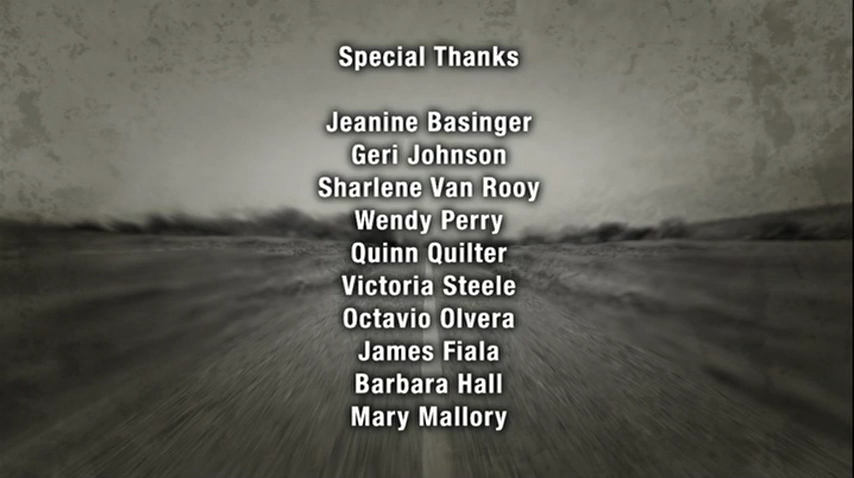 Special Thanks
Jeanine Basinger
Geri Johnson
Sharlene Van Rooy
Wendy Perry
Quinn Quilter
Victoria Steele
Octavio Olvera
James Fiala
Barbara Hall
Mary Mallory